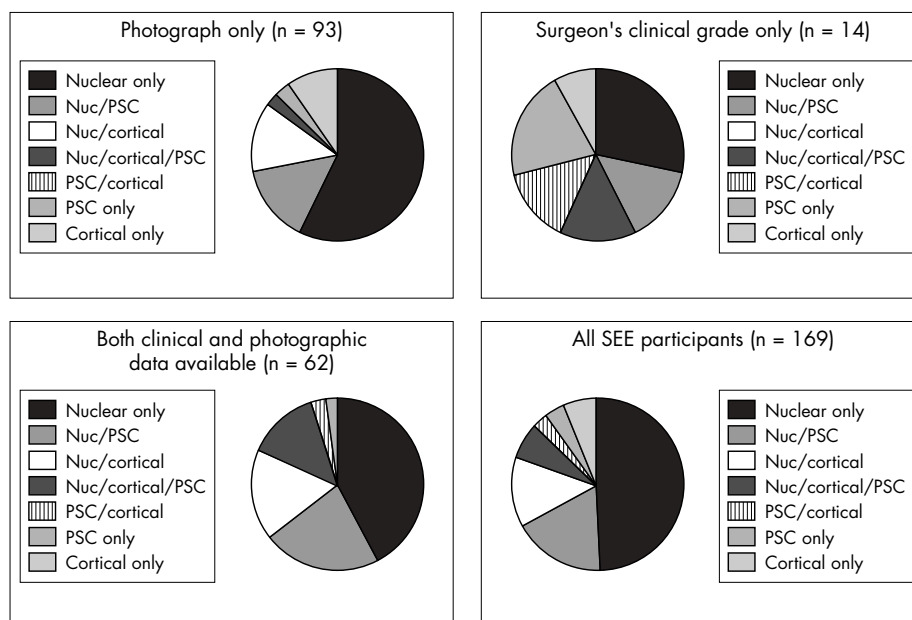 Photograph only (n = 93)
Nuclear only
Nuc/PSC
Nuc/cortical
Nuc/cortical/PSC
PSC/cortical
PSC only
Cortical only
Surgeon's clinical grade only (n = 14)
Nuclear only
Nuc/PSC
Nuc/cortical
Nuc/cortical/PSC
PSC/cortical
PSC only
Cortical only
Both clinical and photographic
data available (n = 62)
Nuclear only
Nuc/PSC
Nuc/cortical
Nuc/cortical/PSC
PSC/cortical
PSC only
Cortical only
All SEE participants (n = 169)
Nuclear only
Nuc/PSC
Nuc/cortical
Nuc/cortical/PSC
PSC/cortical
PSC only
Cortical only